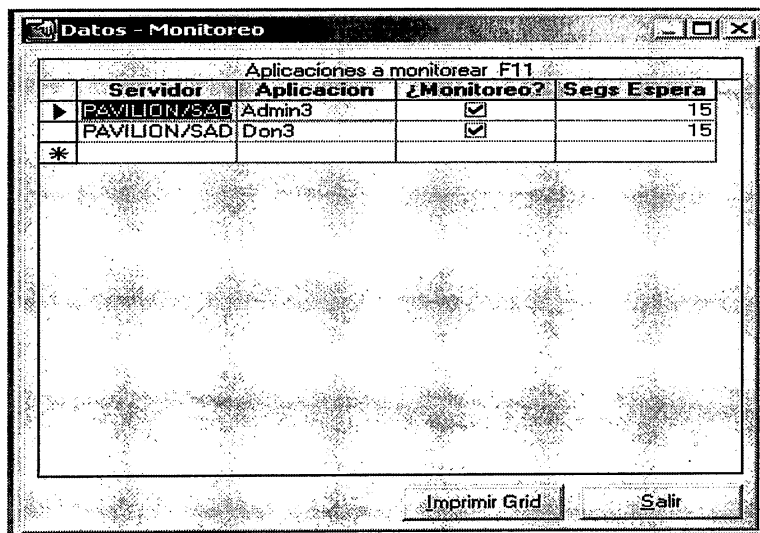 Datos - Monitoreo
Aplicaciones a monitorear F11
Servidor Aplicacion ¿Monitoreo? Segs Espera
PAVILION/SAD Admin3 15
PAVILION/SAD Don3 15
Imprimir Grid Salir